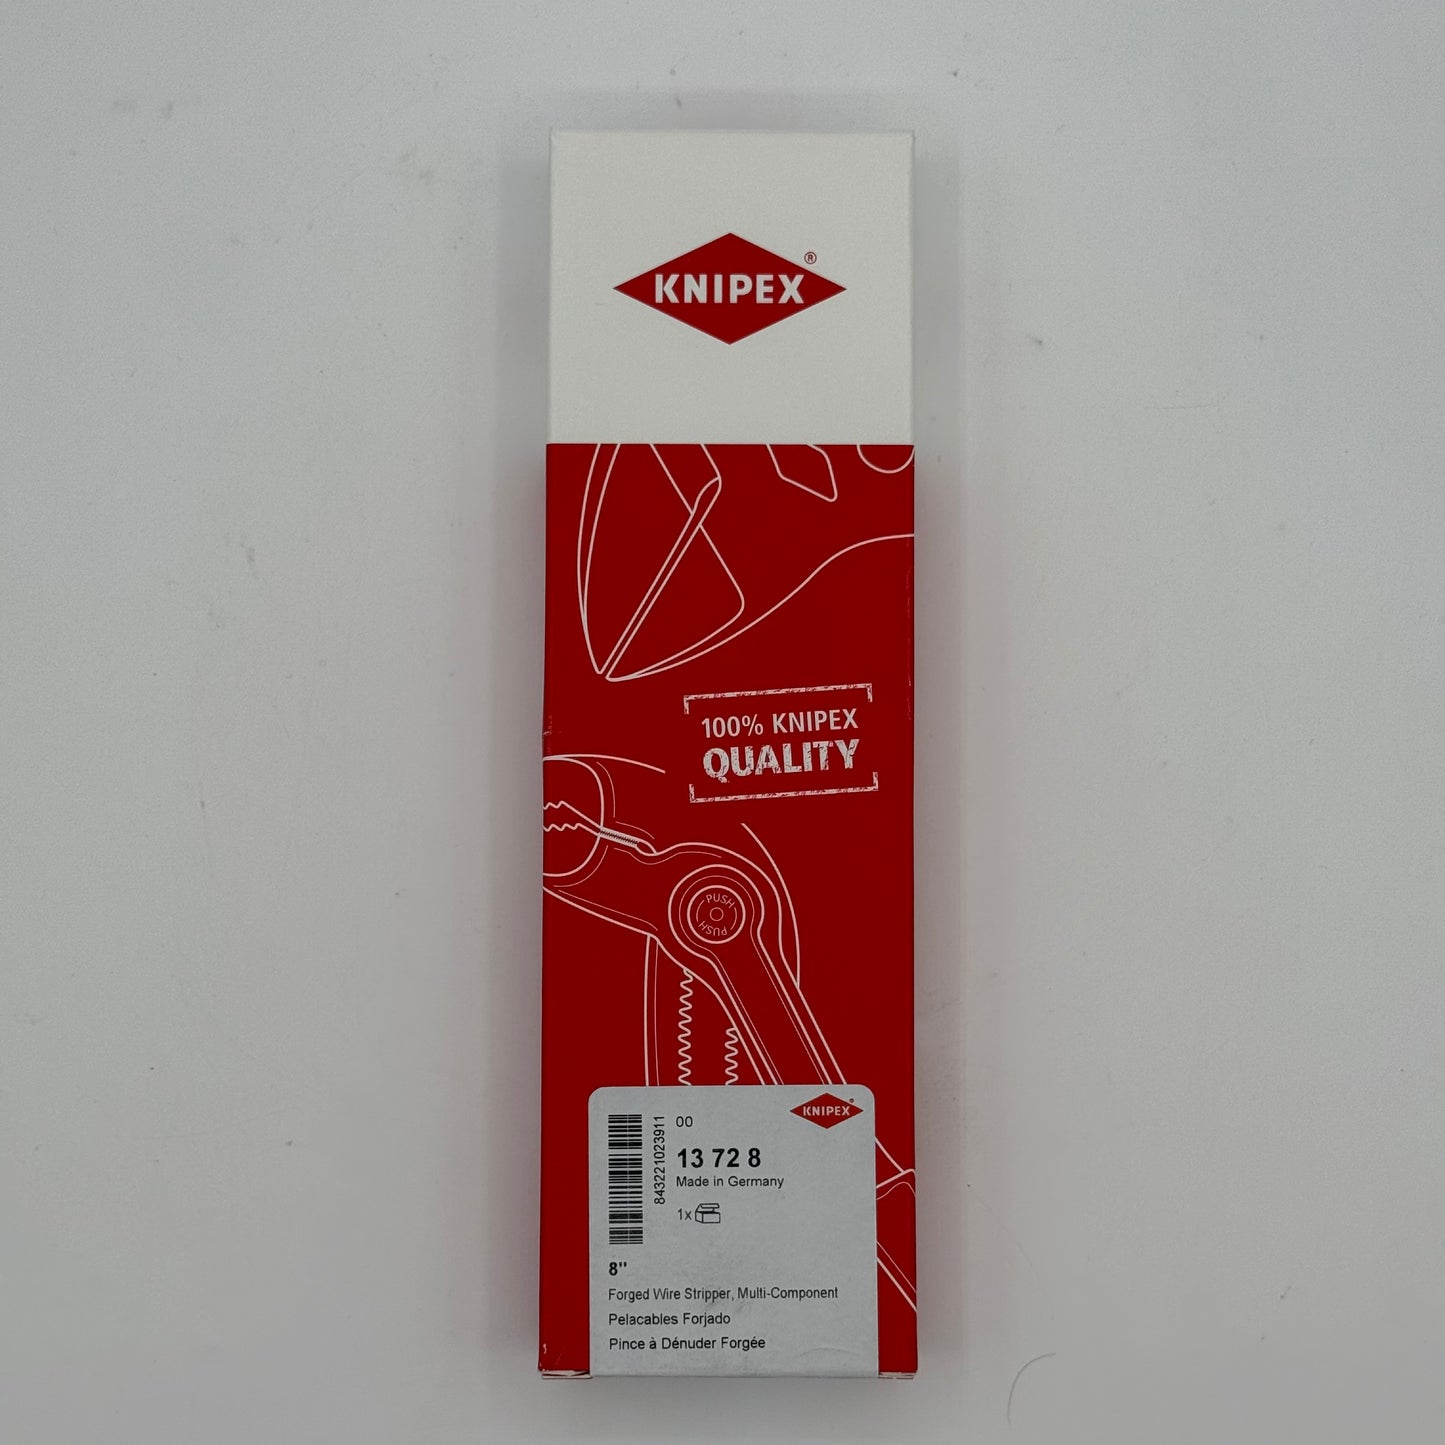 KNIPEX®
100% KNIPEX
QUALITY
PUSH
PUSH
KNIPEX®
843221023911
00
13 72 8
Made in Germany
1x
8"
Forged Wire Stripper, Multi-Component
Pelacables Forjado
Pince à Dénuder Forgée